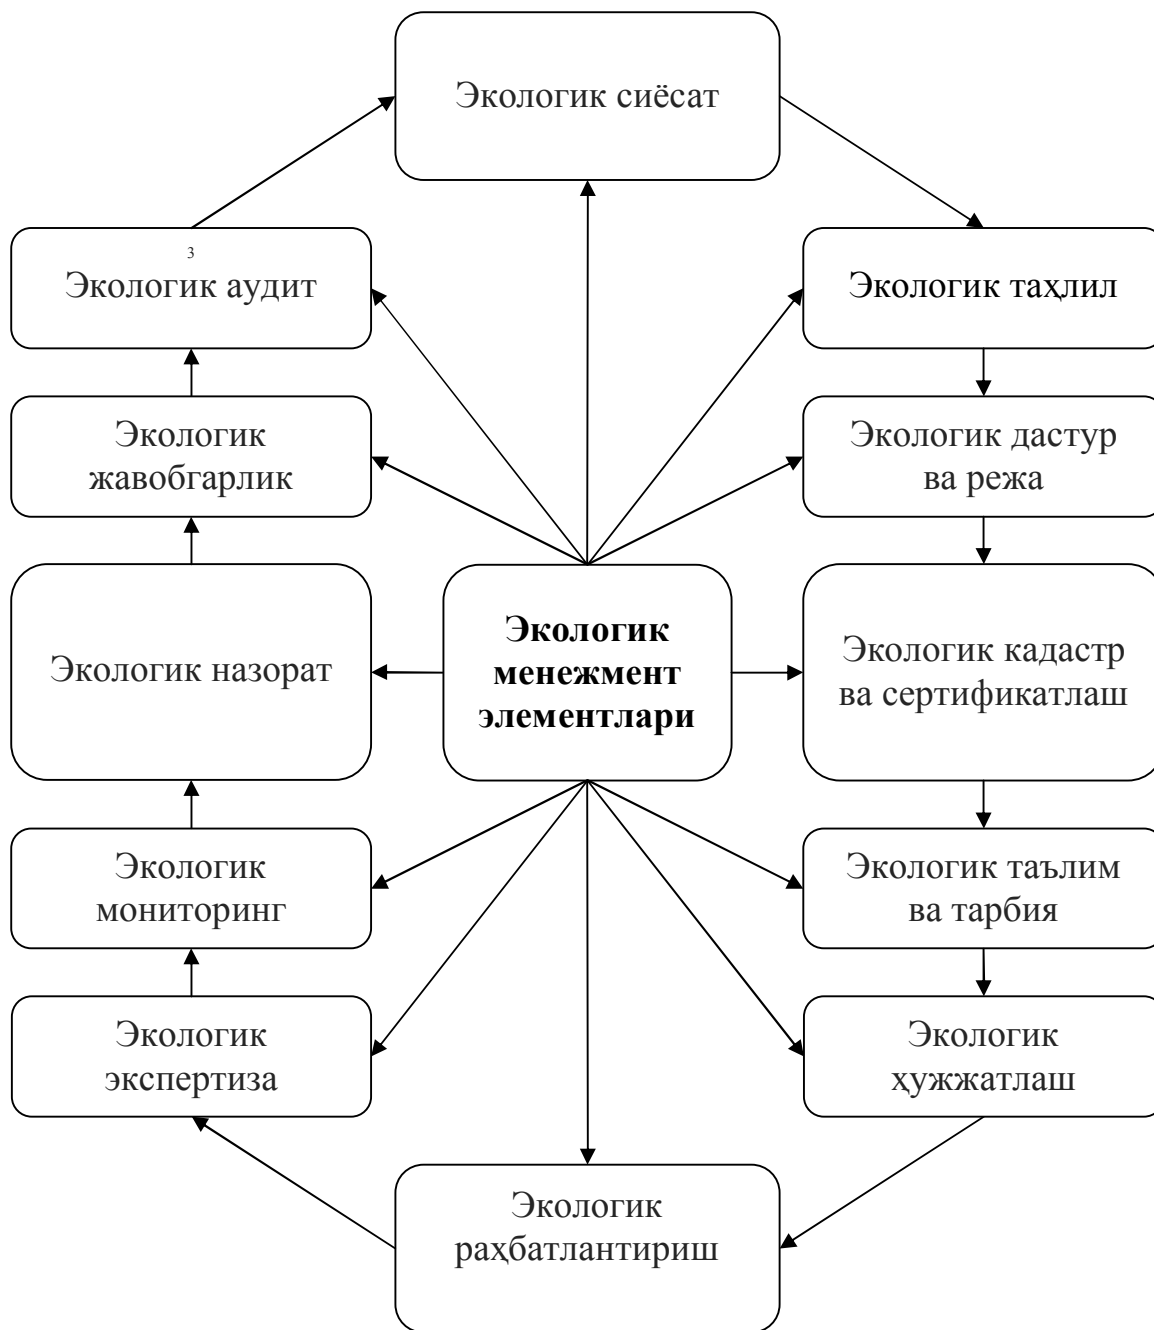 Экологик сиёсат
3
Экологик аудит
Экологик таҳлил
Экологик
жавобгарлик
Экологик дастур
ва режа
Экологик назорат
Экологик
менежмент
элементлари
Экологик кадастр
ва сертификатлаш
Экологик
мониторинг
Экологик таълим
ва тарбия
Экологик
экспертиза
Экологик
ҳужжатлаш
Экологик
раҳбатлантириш